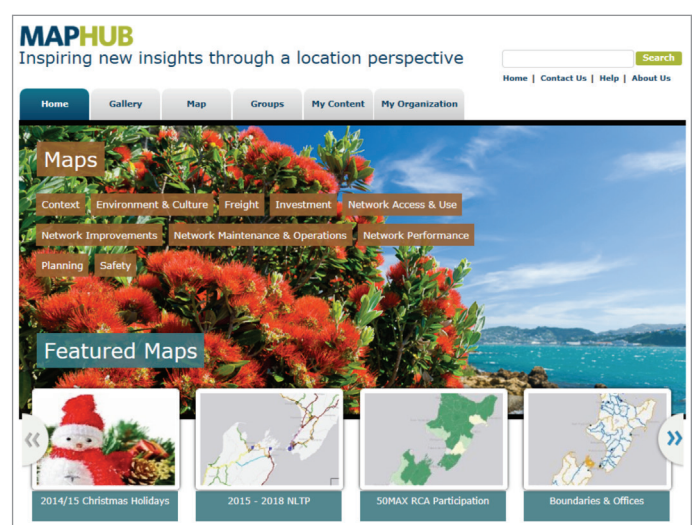 MAPHUB
Inspiring new insights through a location perspective
Search
Home | Contact Us | Help | About Us
Home Gallery Map Groups My Content My Organization
Maps
Context Environment & Culture Freight Investment Network Access & Use
Network Improvements Network Maintenance & Operations Network Performance
Planning Safety
Featured Maps
2014/15 Christmas Holidays 2015 - 2018 NLTP 50MAX RCA Participation Boundaries & Offices